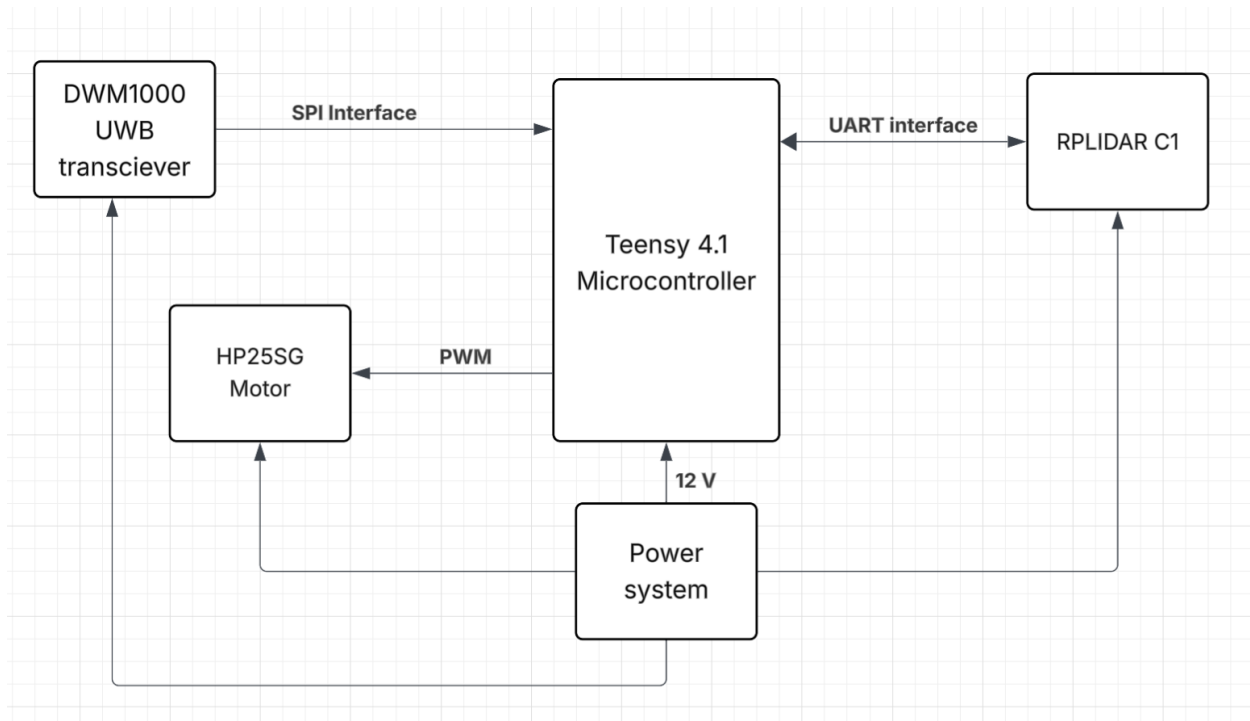 DWM1000
UWB
transciever
SPI Interface
Teensy 4.1
Microcontroller
UART interface
RPLIDAR C1
HP25SG
Motor
PWM
12 V
Power
system